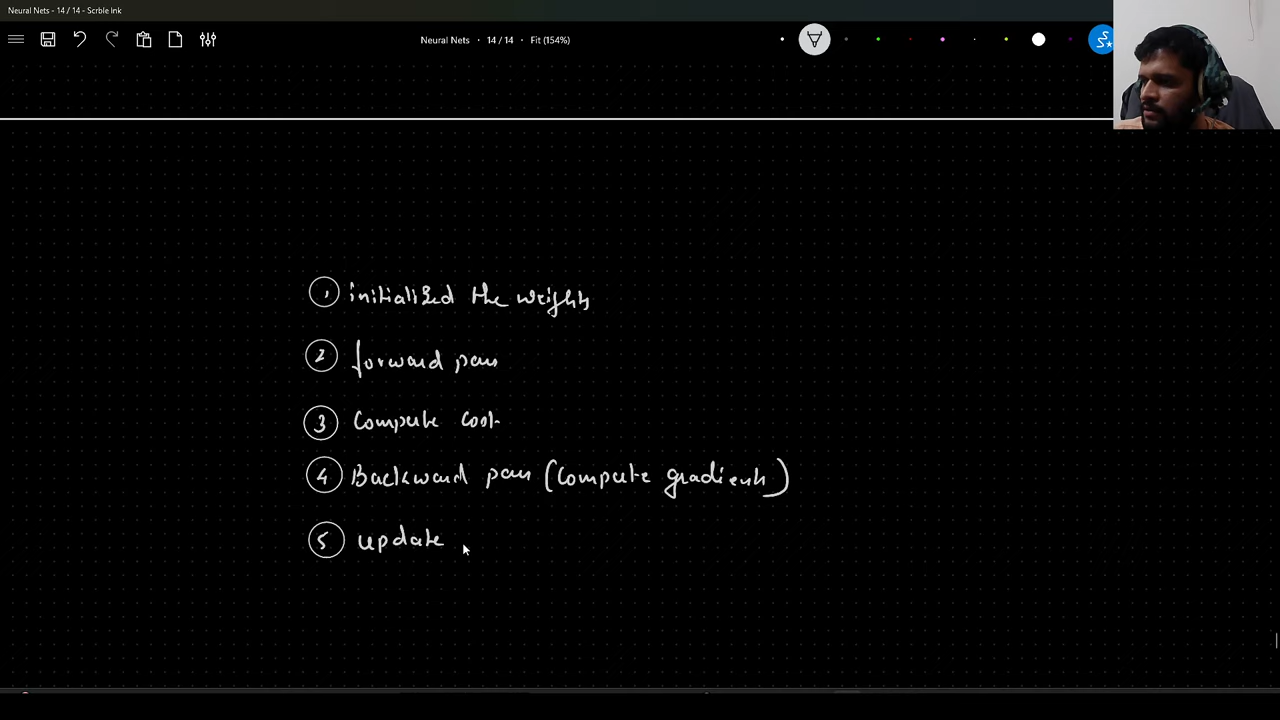 Neural Nets - 14 / 14 - Scrble Ink
Neural Nets • 14 / 14 • Fit (154%)
1 initialized the weights
2 forward pass
3 Compute cost
4 Backward pass (Compute gradients)
5 update